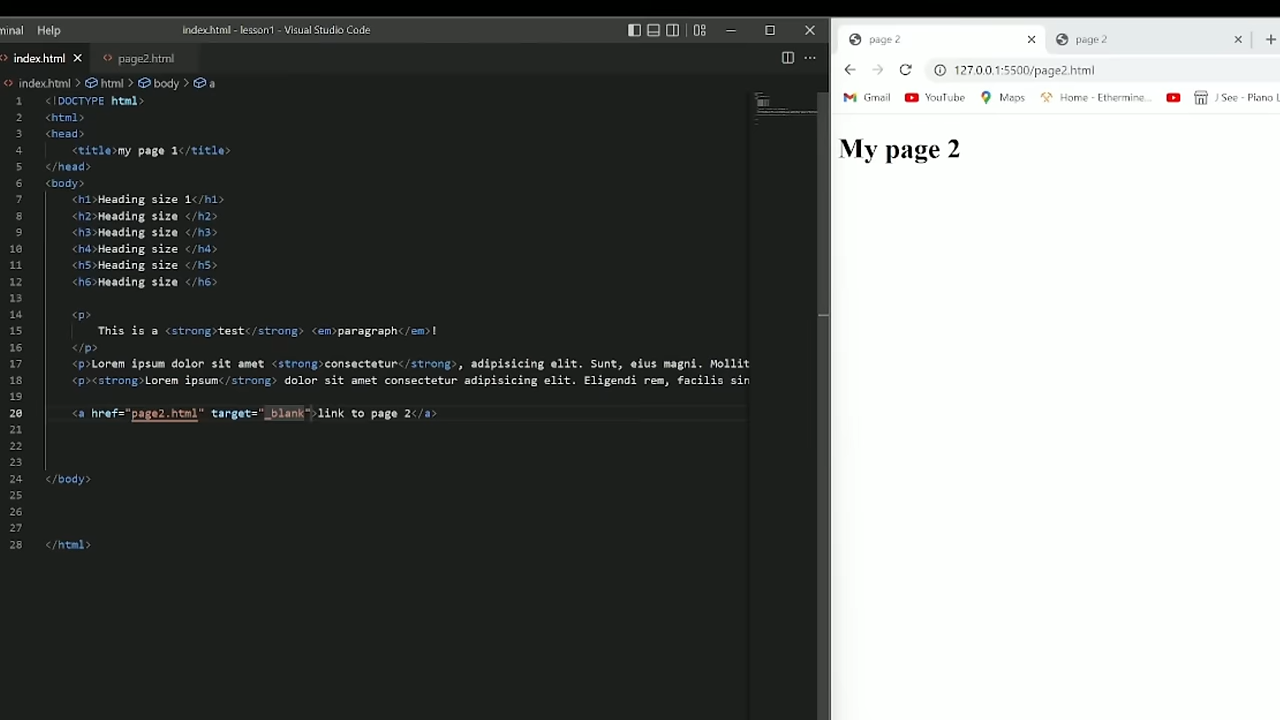 minal Help index.html - lesson1 - Visual Studio Code
index.html page2.html
index.html > html > body > a
1 <!DOCTYPE html>
2 <html>
3 <head>
4 <title>my page 1</title>
5 </head>
6 <body>
7 <h1>Heading size 1</h1>
8 <h2>Heading size </h2>
9 <h3>Heading size </h3>
10 <h4>Heading size </h4>
11 <h5>Heading size </h5>
12 <h6>Heading size </h6>
13
14 <p>
15 This is a <strong>test</strong> <em>paragraph</em>!
16 </p>
17 <p>Lorem ipsum dolor sit amet <strong>consectetur</strong>, adipisicing elit. Sunt, eius magni. Mollit
18 <p><strong>Lorem ipsum</strong> dolor sit amet consectetur adipisicing elit. Eligendi rem, facilis sin
19
20 <a href="page2.html" target="_blank">link to page 2</a>
21
22
23
24 </body>
25
26
27
28 </html>
page 2 page 2
127.0.0.1:5500/page2.html
Gmail YouTube Maps Home - Ethermine... J See - Piano L
My page 2